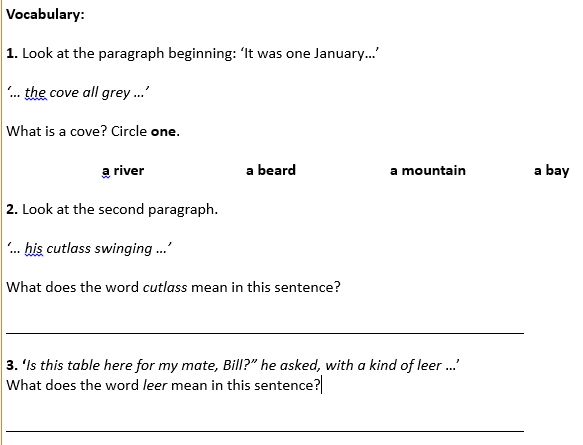 Vocabulary:
1. Look at the paragraph beginning: ‘It was one January…’
‘… the cove all grey …’
What is a cove? Circle one.
a river a beard a mountain a bay
2. Look at the second paragraph.
‘… his cutlass swinging …’
What does the word cutlass mean in this sentence?
3. ‘Is this table here for my mate, Bill?” he asked, with a kind of leer …’
What does the word leer mean in this sentence?